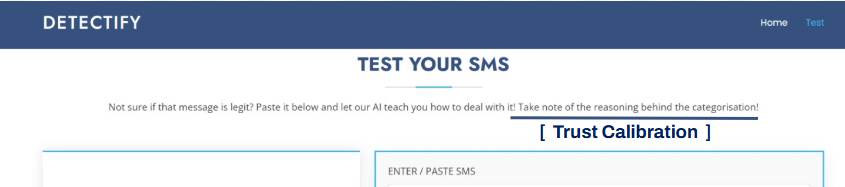 DETECTIFY
Home Test
TEST YOUR SMS
Not sure if that message is legit? Paste it below and let our AI teach you how to deal with it! Take note of the reasoning behind the categorisation!
[ Trust Calibration ]
ENTER / PASTE SMS